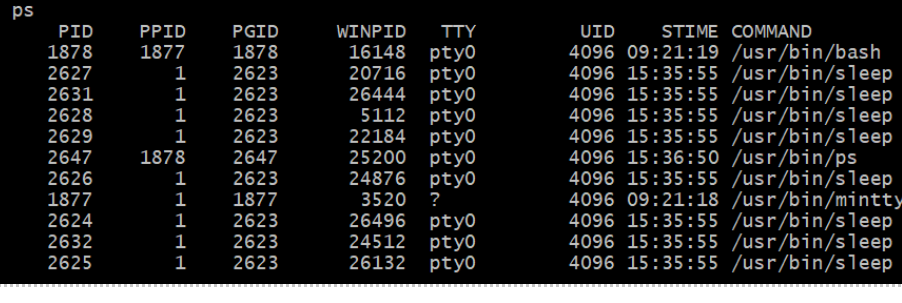 ps
PID PPID PGID WINPID TTY UID STIME COMMAND
1878 1877 1878 16148 pty0 4096 09:21:19 /usr/bin/bash
2627 1 2623 20716 pty0 4096 15:35:55 /usr/bin/sleep
2631 1 2623 26444 pty0 4096 15:35:55 /usr/bin/sleep
2628 1 2623 5112 pty0 4096 15:35:55 /usr/bin/sleep
2629 1 2623 22184 pty0 4096 15:35:55 /usr/bin/sleep
2647 1878 2647 25200 pty0 4096 15:36:50 /usr/bin/ps
2626 1 2623 24876 pty0 4096 15:35:55 /usr/bin/sleep
1877 1 1877 3520 ? 4096 09:21:18 /usr/bin/mintty
2624 1 2623 26496 pty0 4096 15:35:55 /usr/bin/sleep
2632 1 2623 24512 pty0 4096 15:35:55 /usr/bin/sleep
2625 1 2623 26132 pty0 4096 15:35:55 /usr/bin/sleep